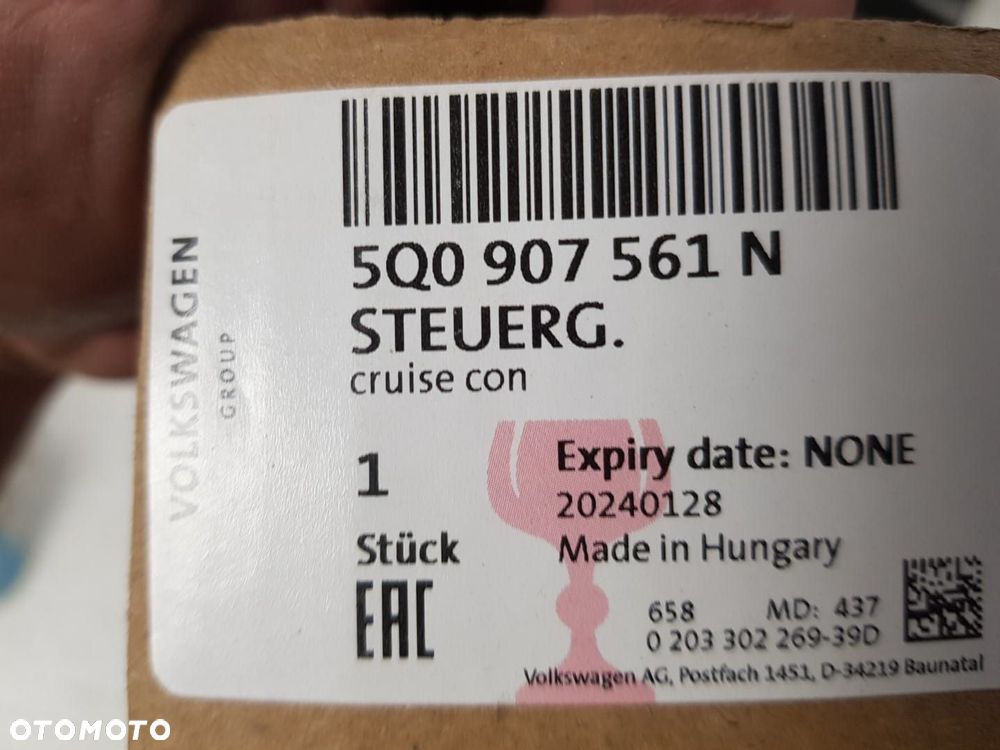 VOLKSWAGEN
GROUP
5Q0 907 561 N
STEUERG.
cruise con
1
Stück
EAC
Expiry date: NONE
20240128
Made in Hungary
658 MD: 437
0 203 302 269-39D
Volkswagen AG, Postfach 1451, D-34219 Baunatal
OTOMOTO